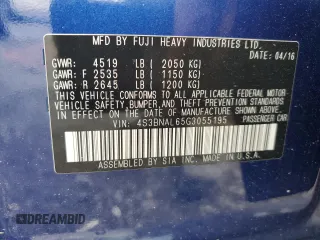 MFD BY FUJI HEAVY INDUSTRIES LTD.
DATE: 04/16
GVWR: 4519 LB ( 2050 KG)
GAWR: F 2535 LB ( 1150 KG)
GAWR: R 2645 LB ( 1200 KG)
THIS VEHICLE CONFORMS TO ALL APPLICABLE FEDERAL MOTOR
VEHICLE SAFETY, BUMPER, AND THEFT PREVENTION STANDARDS
IN EFFECT ON THE DATE OF MANUFACTURE SHOWN ABOVE.
VIN: 4S3BNAL65G3055195
PASSENGER CAR
ASSEMBLED BY SIA INC. MADE IN U.S.A.
DREAMBID